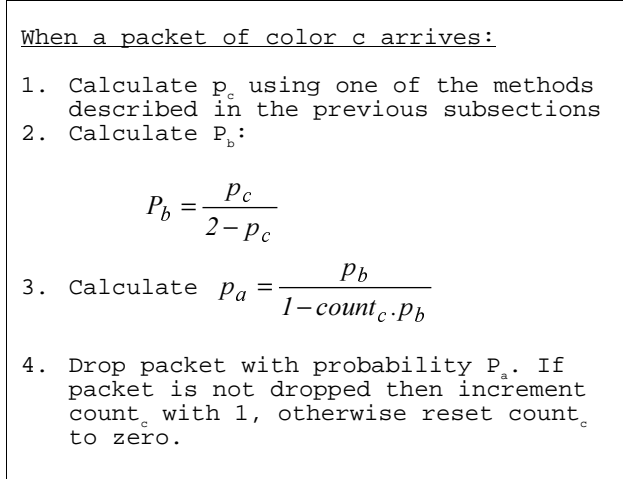 When a packet of color c arrives:
1. Calculate p_c using one of the methods
described in the previous subsections
2. Calculate P_b:
P_b = p_c / (2 − p_c)
3. Calculate p_a = p_b / (1 − count_c . p_b)
4. Drop packet with probability P_a. If
packet is not dropped then increment
count_c with 1, otherwise reset count_c
to zero.